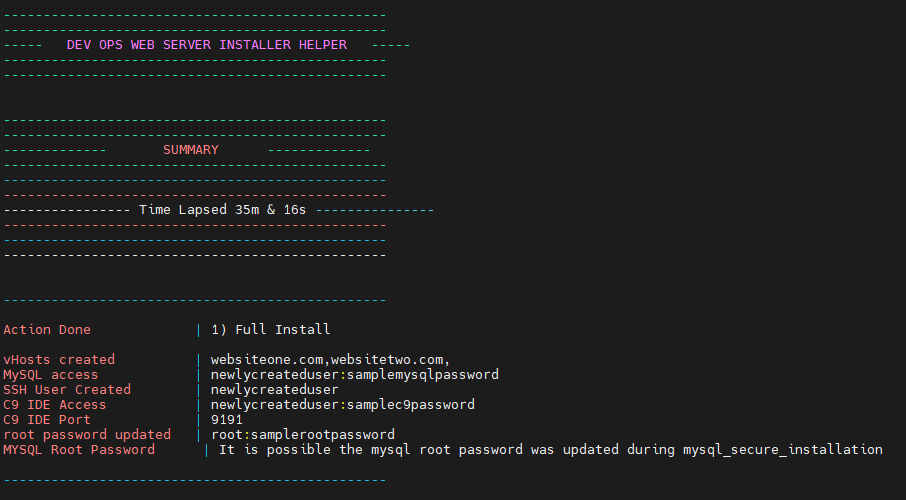 ------------------------------------------------
------------------------------------------------
-----   DEV OPS WEB SERVER INSTALLER HELPER   -----
------------------------------------------------
------------------------------------------------
------------------------------------------------
------------------------------------------------
-------------       SUMMARY      -------------
------------------------------------------------
------------------------------------------------
------------------------------------------------
---------------- Time Lapsed 35m & 16s ---------------
------------------------------------------------
------------------------------------------------
------------------------------------------------
------------------------------------------------
Action Done             | 1) Full Install
vHosts created          | websiteone.com,websitetwo.com,
MySQL access            | newlycreateduser:samplemysqlpassword
SSH User Created        | newlycreateduser
C9 IDE Access           | newlycreateduser:samplec9password
C9 IDE Port             | 9191
root password updated   | root:samplerootpassword
MYSQL Root Password      | It is possible the mysql root password was updated during mysql_secure_installation
------------------------------------------------